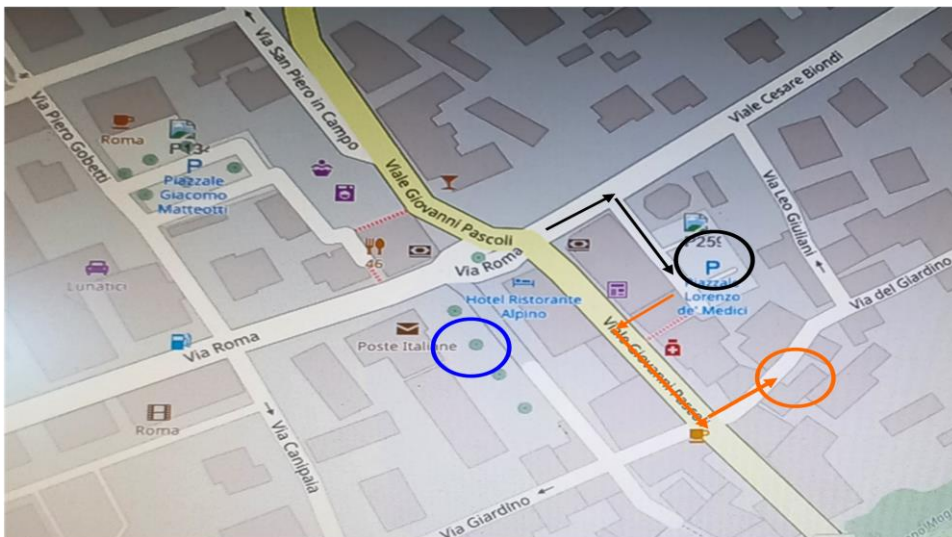 Via San Piero in Campo
Viale Cesare Biondi
Via Piero Gobetti
Roma
P
Piazzale
Giacomo
Matteotti
Viale Giovanni Pascoli
Via Leo Giuliani
P259
P
Piazzale
Lorenzo
de' Medici
46
Via Roma
Lunatici
Hotel Ristorante
Alpino
Via del Giardino
Via Roma
Poste Italiane
Viale Giovanni Pascoli
Roma
Via Canipaia
Via Giardino